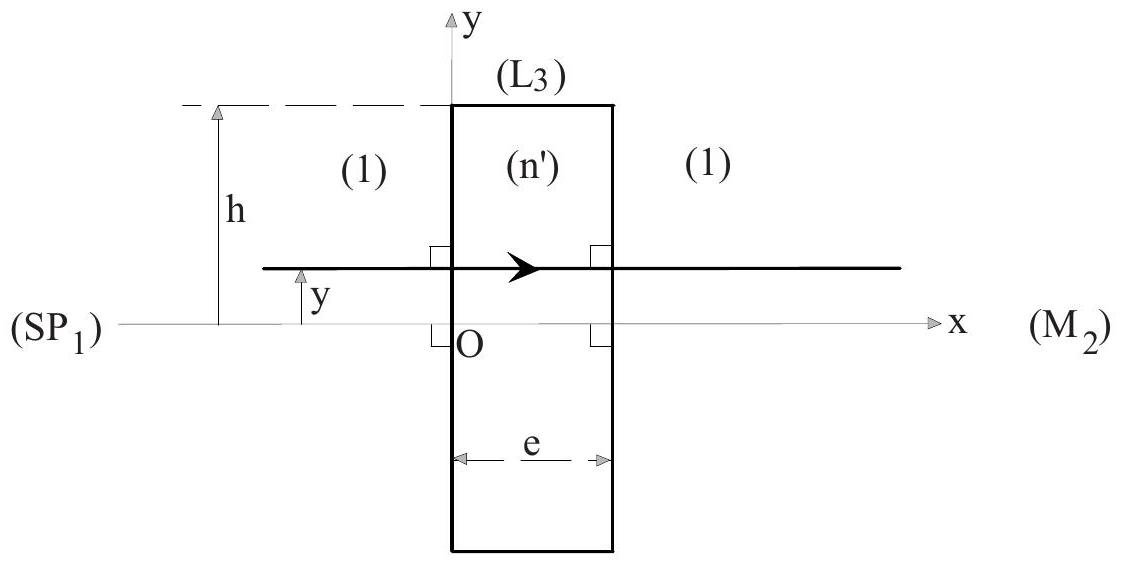 y
(L3)
(1)
(n')
(1)
h
y
(SP1)
x
(M2)
O
e